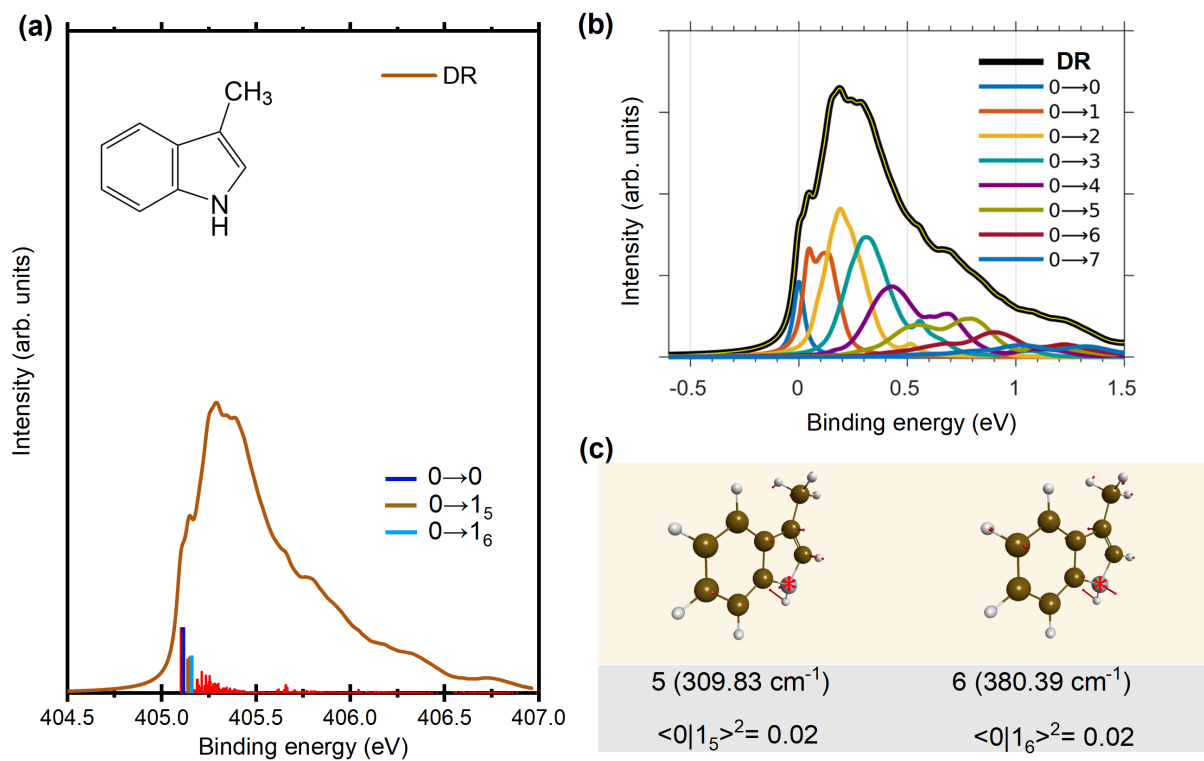 (a)
DR
CH₃
N
H
0→0
0→1₅
0→1₆
Intensity (arb. units)
404.5 405.0 405.5 406.0 406.5 407.0
Binding energy (eV)
(b)
DR
0→0
0→1
0→2
0→3
0→4
0→5
0→6
0→7
Intensity (arb. units)
-0.5 0 0.5 1 1.5
Binding energy (eV)
(c)
*
5 (309.83 cm⁻¹) 6 (380.39 cm⁻¹)
<0|1₅>²= 0.02 <0|1₆>²= 0.02